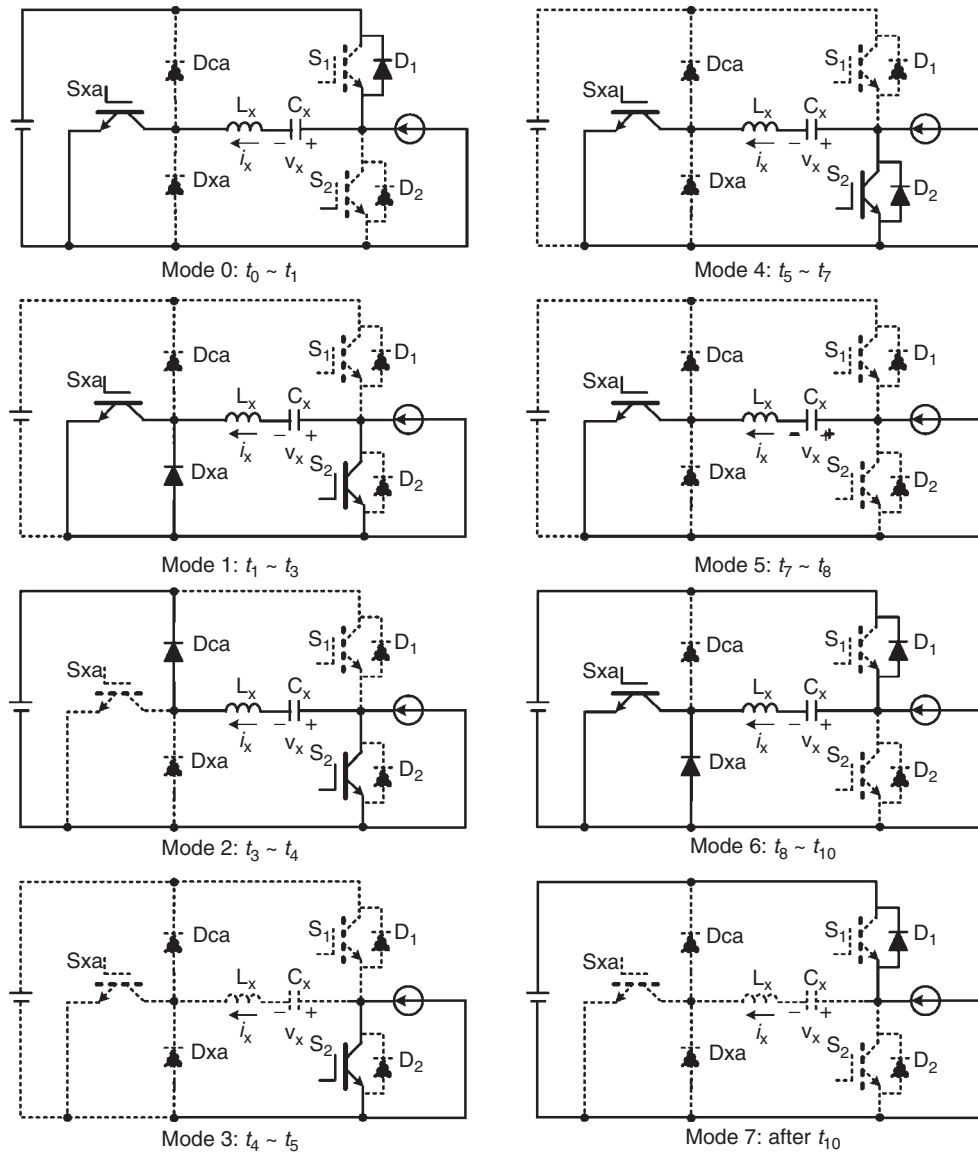 S1
D1
Dca
Sxa
Lx
Cx
ix
− vx +
Dxa
S2
D2
Mode 0: t0 ~ t1
S1
D1
Dca
Sxa
Lx
Cx
ix
− vx +
Dxa
S2
D2
Mode 4: t5 ~ t7
S1
D1
Dca
Sxa
Lx
Cx
ix
− vx +
Dxa
S2
D2
Mode 1: t1 ~ t3
S1
D1
Dca
Sxa
Lx
Cx
ix
− vx +
Dxa
S2
D2
Mode 5: t7 ~ t8
S1
D1
Dca
Sxa
Lx
Cx
ix
− vx +
Dxa
S2
D2
Mode 2: t3 ~ t4
S1
D1
Dca
Sxa
Lx
Cx
ix
− vx +
Dxa
S2
D2
Mode 6: t8 ~ t10
S1
D1
Dca
Sxa
Lx
Cx
ix
− vx +
Dxa
S2
D2
Mode 3: t4 ~ t5
S1
D1
Dca
Sxa
Lx
Cx
ix
− vx +
Dxa
S2
D2
Mode 7: after t10